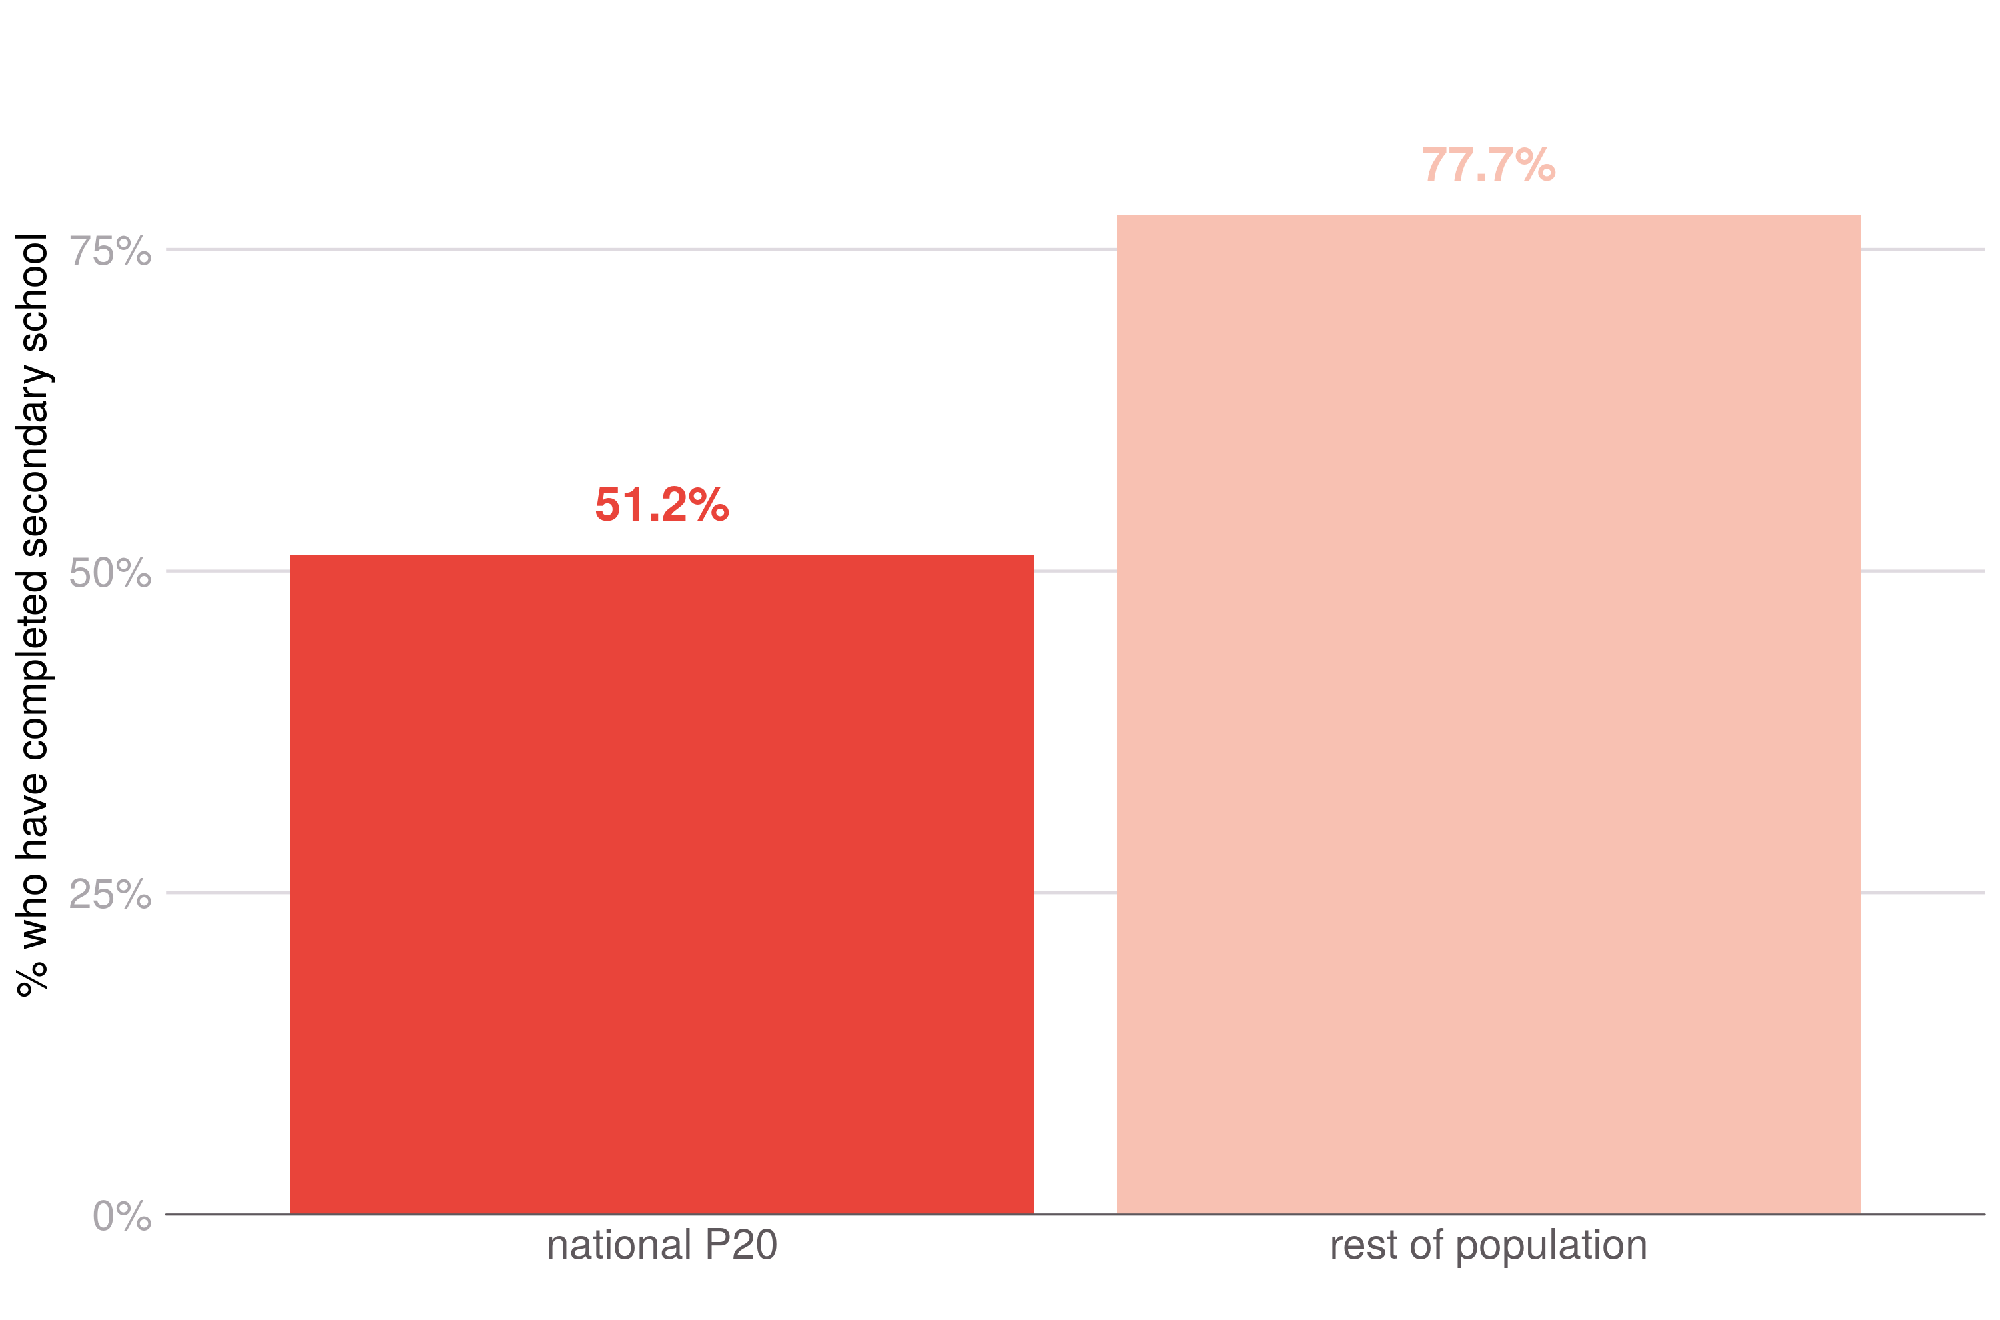 % who have completed secondary school
75%
50%
25%
0%
51.2%
77.7%
national P20
rest of population